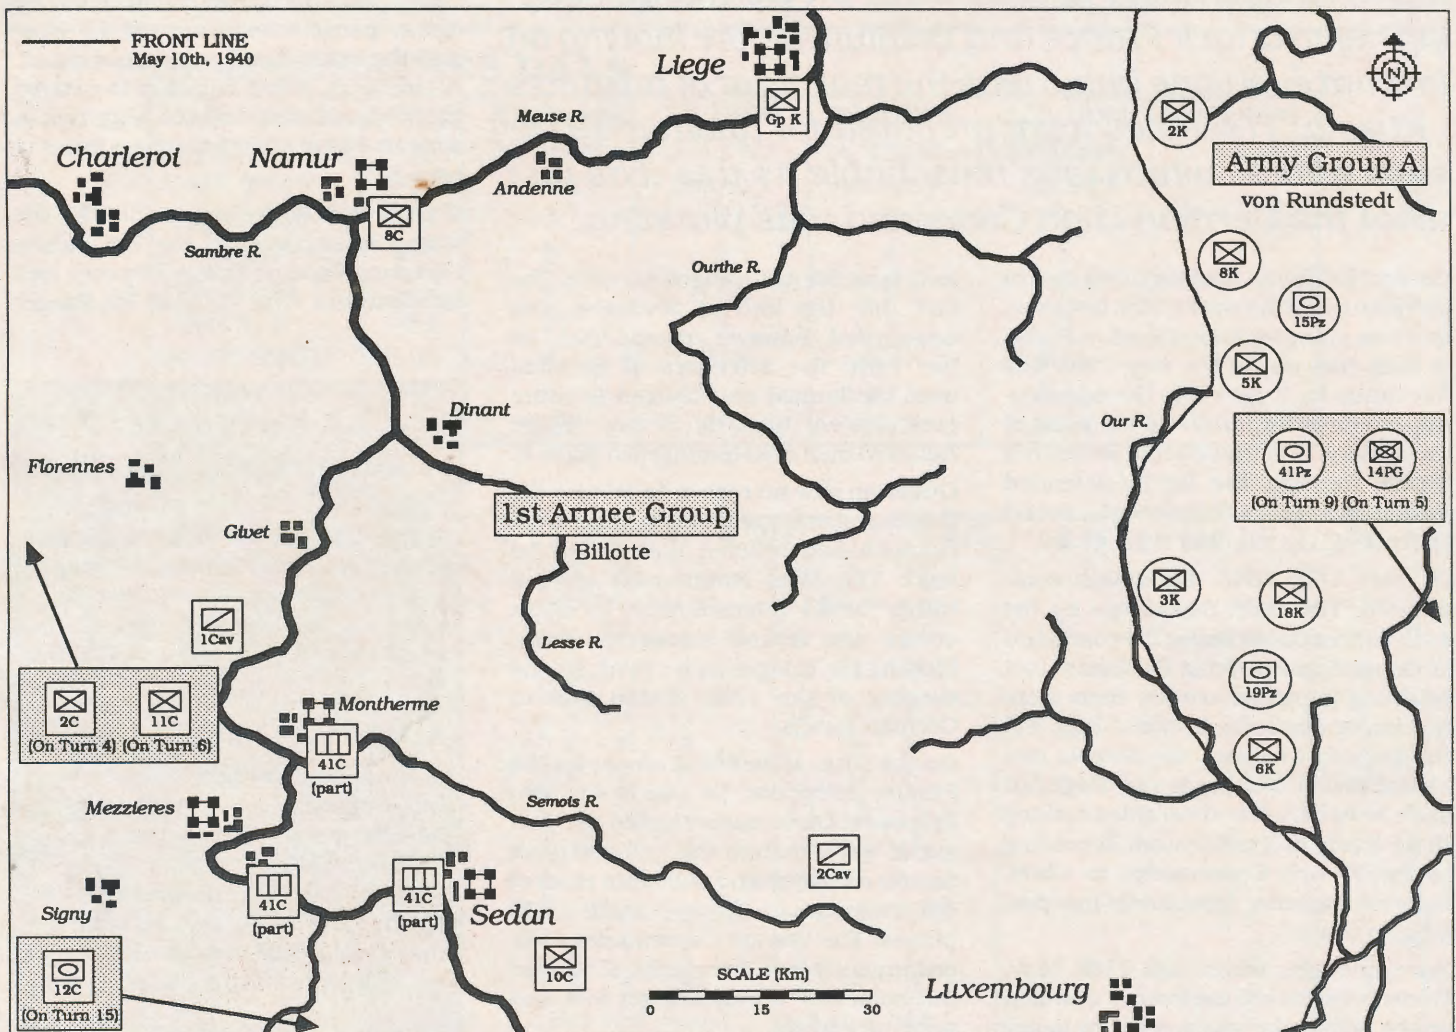 FRONT LINE
May 10th, 1940
Liege
Gp K
N
2K
Meuse R.
Charleroi
Namur
Andenne
Army Group A
von Rundstedt
8C
Sambre R.
Ourthe R.
8K
15Pz
5K
Dinant
Our R.
Florennes
41Pz
14PG
(On Turn 9) (On Turn 5)
1st Armee Group
Billotte
Givet
3K
18K
1Cav
Lesse R.
19Pz
2C
11C
(On Turn 4) (On Turn 6)
Montherme
41C
(part)
6K
Mezzieres
Semois R.
2Cav
41C
(part)
41C
(part)
Signy
Sedan
10C
12C
(On Turn 15)
SCALE (Km)
0
15
30
Luxembourg